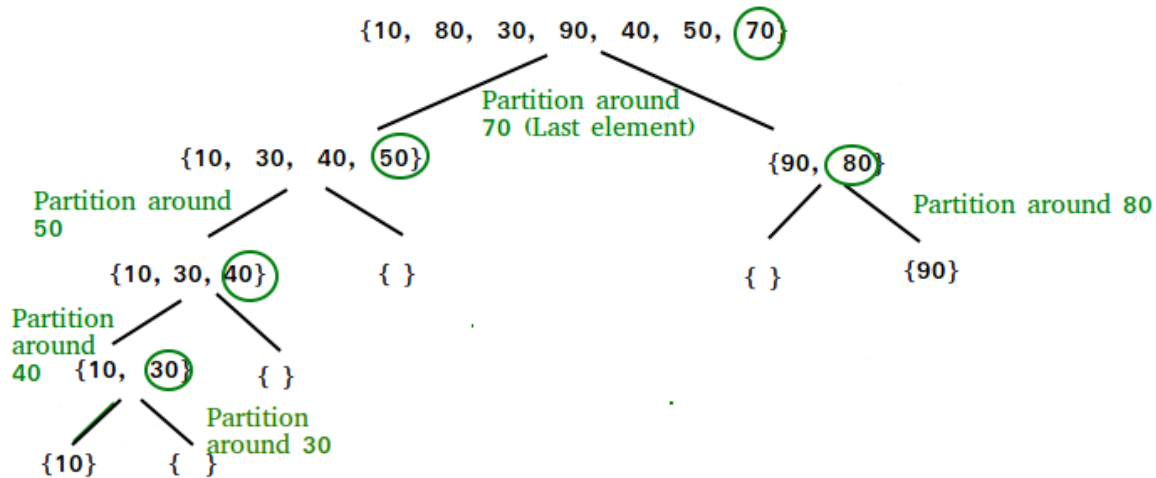 {10, 80, 30, 90, 40, 50, 70}
Partition around
70 (Last element)
{10, 30, 40, 50}
{90, 80}
Partition around
50
Partition around 80
{10, 30, 40}
{ }
{ }
{90}
Partition
around
40
{10, 30}
{ }
Partition
around 30
{10}
{ }